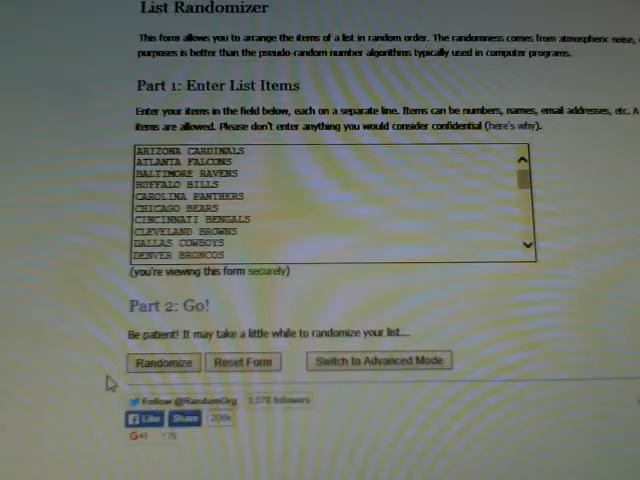 List Randomizer
This form allows you to arrange the items of a list in random order. The randomness comes from atmospheric noise,
purposes is better than the pseudo-random number algorithms typically used in computer programs.
Part 1: Enter List Items
Enter your items in the field below, each on a separate line. Items can be numbers, names, email addresses, etc. A
items are allowed. Please don't enter anything you would consider confidential (here's why).
ARIZONA CARDINALS
ATLANTA FALCONS
BALTIMORE RAVENS
BUFFALO BILLS
CAROLINA PANTHERS
CHICAGO BEARS
CINCINNATI BENGALS
CLEVELAND BROWNS
DALLAS COWBOYS
DENVER BRONCOS
(you're viewing this form securely)
Part 2: Go!
Be patient! It may take a little while to randomize your list...
Randomize Reset Form Switch to Advanced Mode
Follow @RandomOrg followers
Like Share 200k
G+1